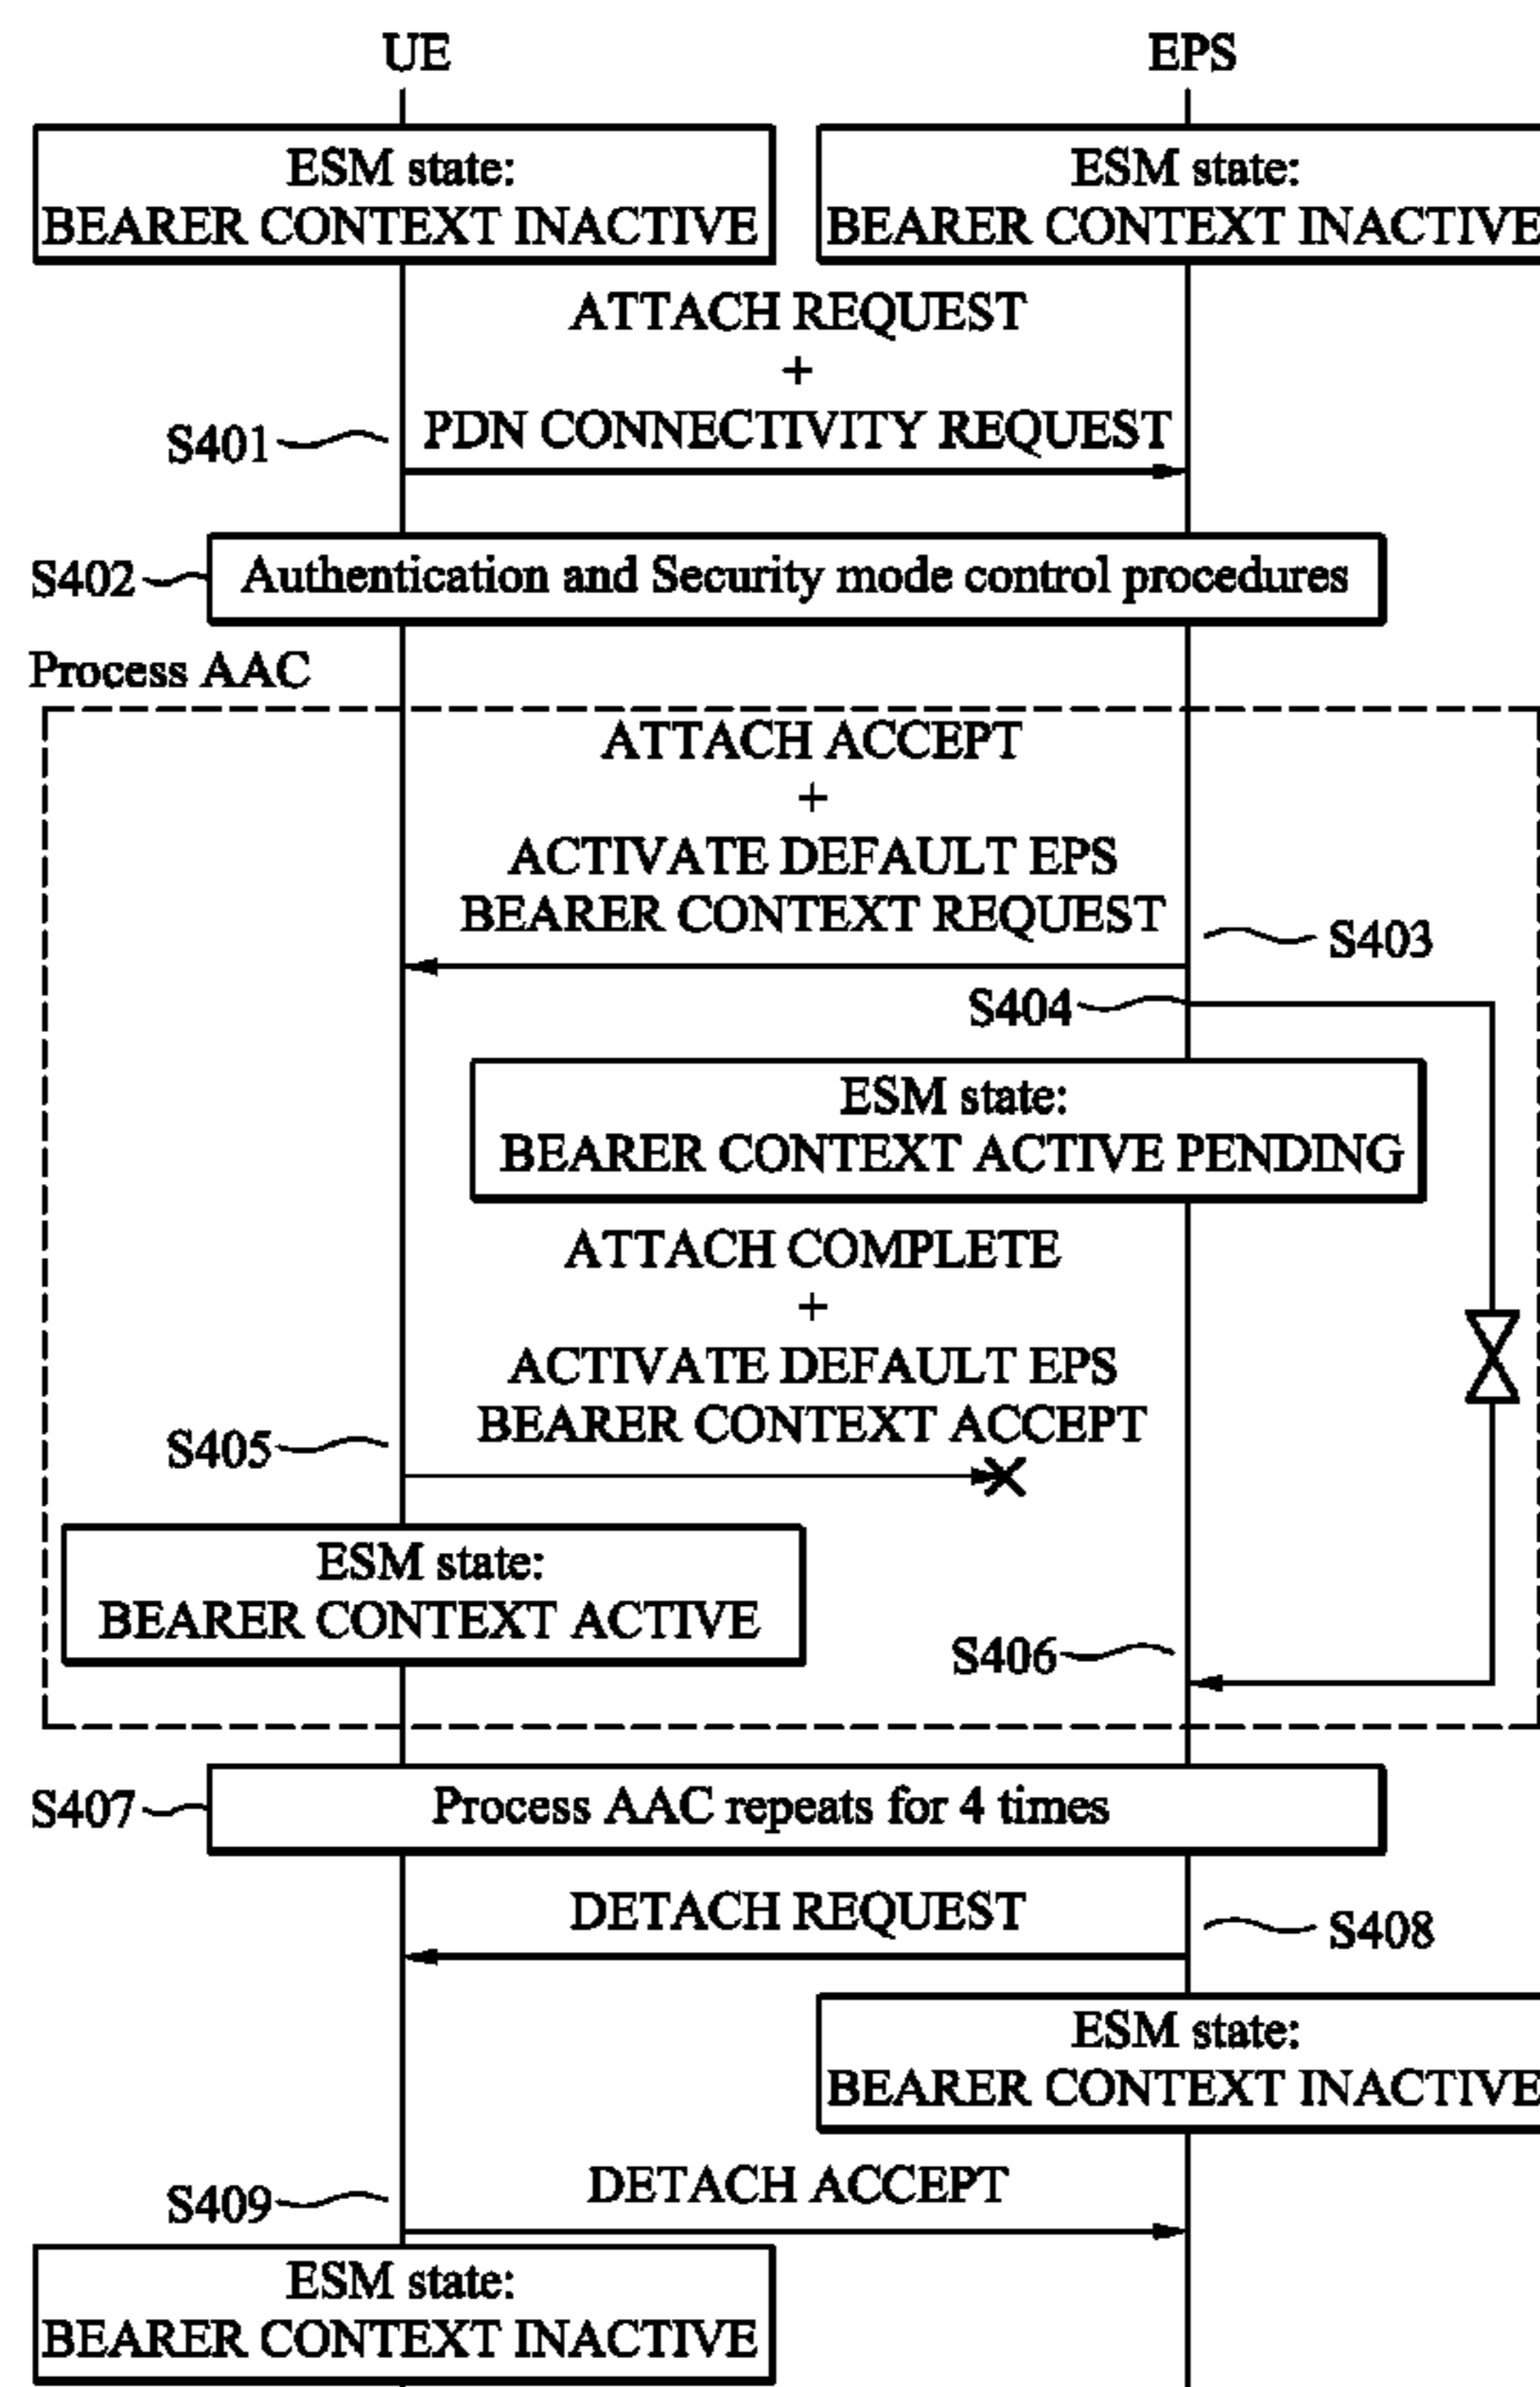 UE
EPS
ESM state:
BEARER CONTEXT INACTIVE
ESM state:
BEARER CONTEXT INACTIVE
ATTACH REQUEST
+
PDN CONNECTIVITY REQUEST
S401
S402
Authentication and Security mode control procedures
Process AAC
ATTACH ACCEPT
+
ACTIVATE DEFAULT EPS
BEARER CONTEXT REQUEST
S403
S404
ESM state:
BEARER CONTEXT ACTIVE PENDING
ATTACH COMPLETE
+
ACTIVATE DEFAULT EPS
BEARER CONTEXT ACCEPT
S405
ESM state:
BEARER CONTEXT ACTIVE
S406
S407
Process AAC repeats for 4 times
DETACH REQUEST
S408
ESM state:
BEARER CONTEXT INACTIVE
DETACH ACCEPT
S409
ESM state:
BEARER CONTEXT INACTIVE